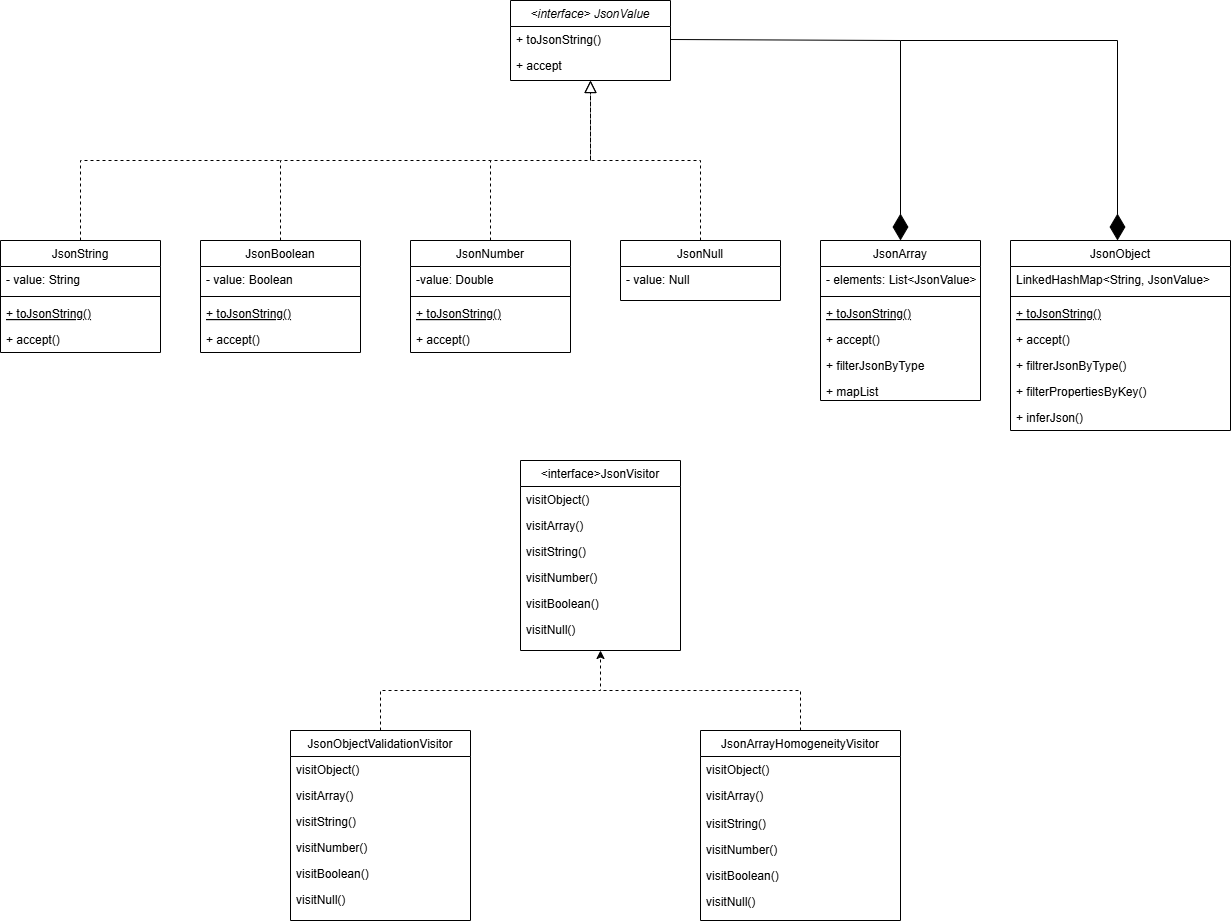 <interface> JsonValue
+ toJsonString()
+ accept
JsonString
- value: String
+ toJsonString()
+ accept()
JsonBoolean
- value: Boolean
+ toJsonString()
+ accept()
JsonNumber
-value: Double
+ toJsonString()
+ accept()
JsonNull
- value: Null
JsonArray
- elements: List<JsonValue>
+ toJsonString()
+ accept()
+ filterJsonByType
+ mapList
JsonObject
LinkedHashMap<String, JsonValue>
+ toJsonString()
+ accept()
+ filtrerJsonByType()
+ filterPropertiesByKey()
+ inferJson()
<interface>JsonVisitor
visitObject()
visitArray()
visitString()
visitNumber()
visitBoolean()
visitNull()
JsonObjectValidationVisitor
visitObject()
visitArray()
visitString()
visitNumber()
visitBoolean()
visitNull()
JsonArrayHomogeneityVisitor
visitObject()
visitArray()
visitString()
visitNumber()
visitBoolean()
visitNull()